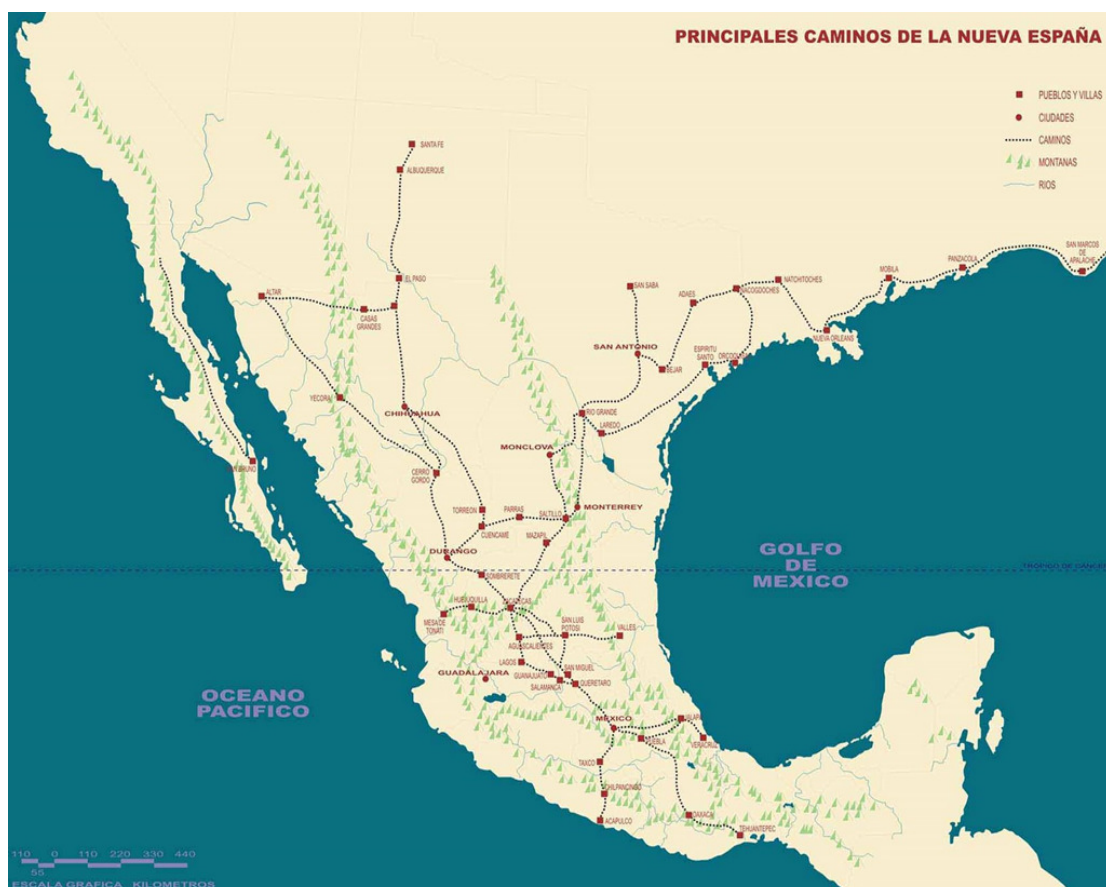 PRINCIPALES CAMINOS DE LA NUEVA ESPAÑA
PUEBLOS Y VILLAS
CIUDADES
CAMINOS
MONTANAS
RIOS
SANTA FE
ALBUQUERQUE
EL PASO
ALTAR
CASAS
GRANDES
YECORA
CHIHUAHUA
CERRO
GORDO
SAN BRUNO
SAN SABA
SAN ANTONIO
BEJAR
ADAES
NACOGDOCHES
NATCHITOCHES
MOBILA
PANZACOLA
SAN MARCOS
DE
APALACHE
NUEVA ORLEANS
ESPIRITU
SANTO
RIO GRANDE
LAREDO
MONCLOVA
MONTERREY
TORREON
PARRAS
SALTILLO
CUENCAME
MAZAPIL
DURANGO
SOMBRERETE
HUEJUQUILLA
ZACATECAS
MESA DE
TONATI
SAN LUIS
POTOSI
VALLES
AGUASCALIENTES
LAGOS
GUADALAJARA
GUANAJUATO
SAN MIGUEL
SALAMANCA
QUERETARO
MEXICO
JALAPA
PUEBLA
VERACRUZ
TAXCO
CHILPANCINGO
ACAPULCO
OAXACA
TEHUANTEPEC
GOLFO
DE
MEXICO
TROPICO DE CANCER
OCEANO
PACIFICO
110 0 110 220 330 440
55
ESCALA GRAFICA KILOMETROS